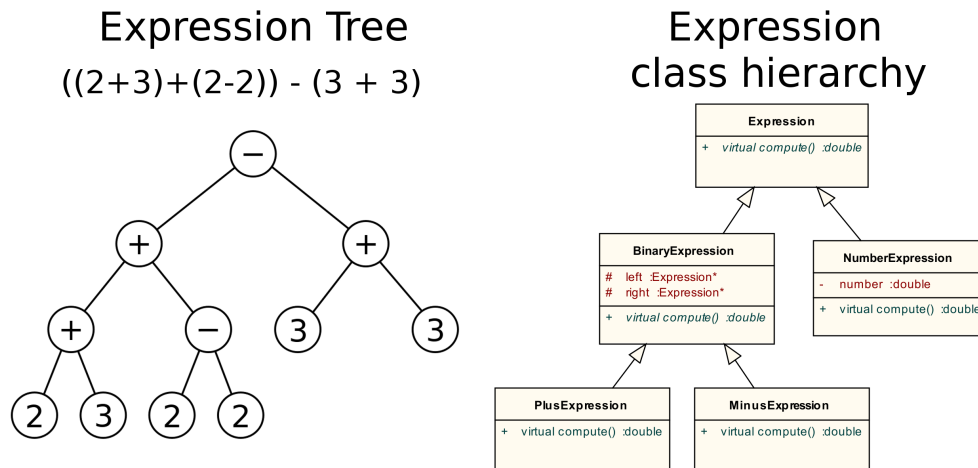 Expression Tree
((2+3)+(2-2)) - (3 + 3)
−
+
+
+
−
3
3
2
3
2
2
Expression
class hierarchy
Expression
+ virtual compute() :double
BinaryExpression
# left :Expression*
# right :Expression*
+ virtual compute() :double
NumberExpression
- number :double
+ virtual compute() :double
PlusExpression
+ virtual compute() :double
MinusExpression
+ virtual compute() :double